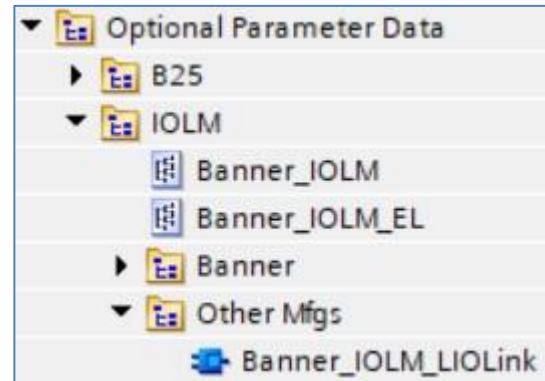 Optional Parameter Data
B25
IOLM
Banner_IOLM
Banner_IOLM_EL
Banner
Other Mfgs
Banner_IOLM_LIOLink